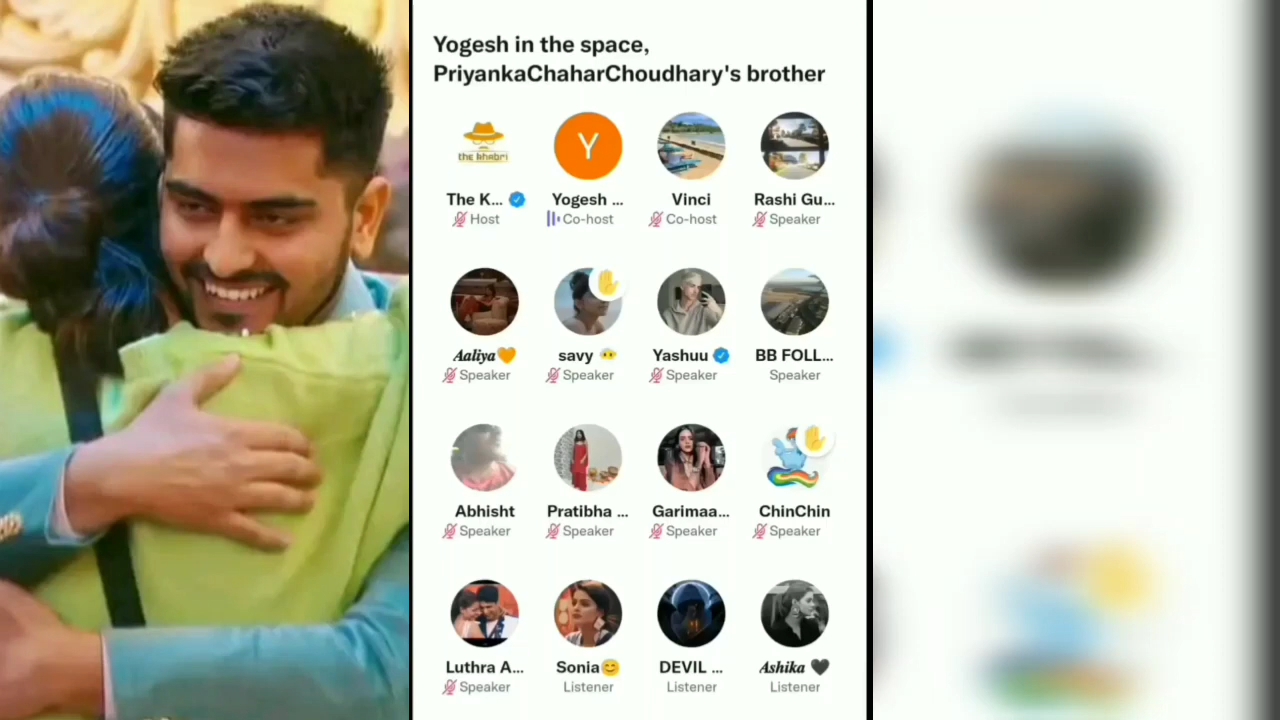 Yogesh in the space,
PriyankaChaharChoudhary's brother
the khabri
Y
The K... Yogesh ... Vinci Rashi Gu...
Host Co-host Co-host Speaker
Aaliya🧡 savy 🐝 Yashuu BB FOLL...
Speaker Speaker Speaker Speaker
Abhisht Pratibha ... Garimaa... ChinChin
Speaker Speaker Speaker Speaker
Luthra A... Sonia😊 DEVIL ... Ashika 🖤
Speaker Listener Listener Listener